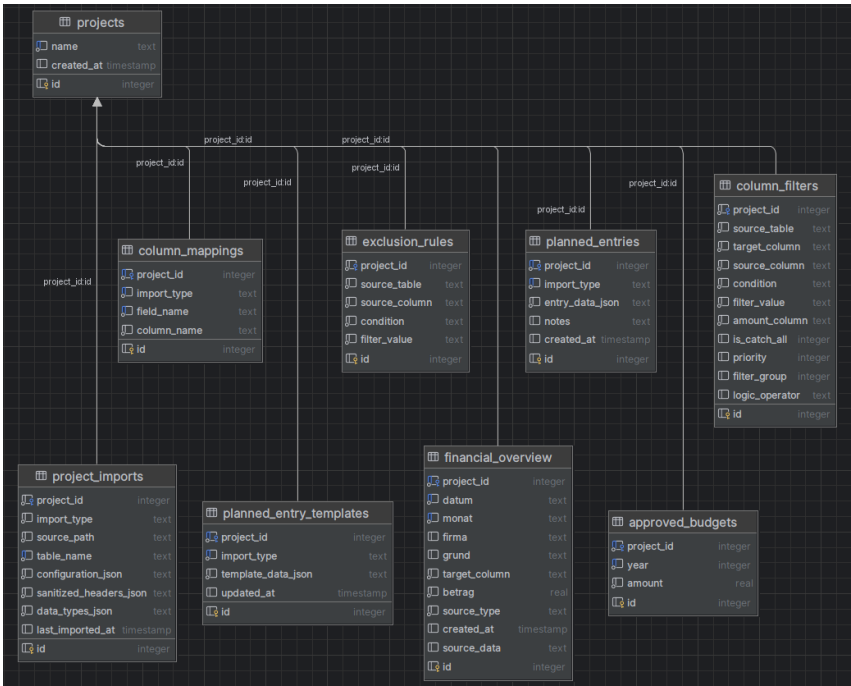 projects
name text
created_at timestamp
id integer
project_id:id
project_id:id
project_id:id
project_id:id
project_id:id
project_id:id
project_id:id
project_id:id
column_mappings
project_id integer
import_type text
field_name text
column_name text
id integer
exclusion_rules
project_id integer
source_table text
source_column text
condition text
filter_value text
id integer
planned_entries
project_id integer
import_type text
entry_data_json text
notes text
created_at timestamp
id integer
column_filters
project_id integer
source_table text
target_column text
source_column text
condition text
filter_value text
amount_column text
is_catch_all integer
priority integer
filter_group integer
logic_operator text
id integer
project_imports
project_id integer
import_type text
source_path text
table_name text
configuration_json text
sanitized_headers_json text
data_types_json text
last_imported_at timestamp
id integer
planned_entry_templates
project_id integer
import_type text
template_data_json text
updated_at timestamp
id integer
financial_overview
project_id integer
datum text
monat text
firma text
grund text
target_column text
betrag real
source_type text
created_at timestamp
source_data text
id integer
approved_budgets
project_id integer
year integer
amount real
id integer